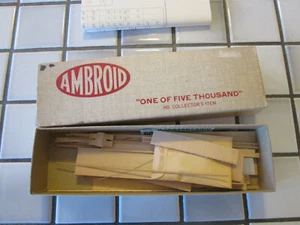 AMBROID
"ONE OF FIVE THOUSAND"
HO. COLLECTOR'S ITEM